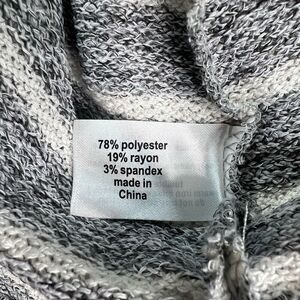 78% polyester
19% rayon
3% spandex
made in
China